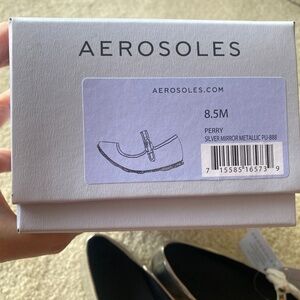 AEROSOLES
AEROSOLES.COM
8.5M
PERRY
SILVER MIRROR METALLIC PU-888
7 15585 16573 9